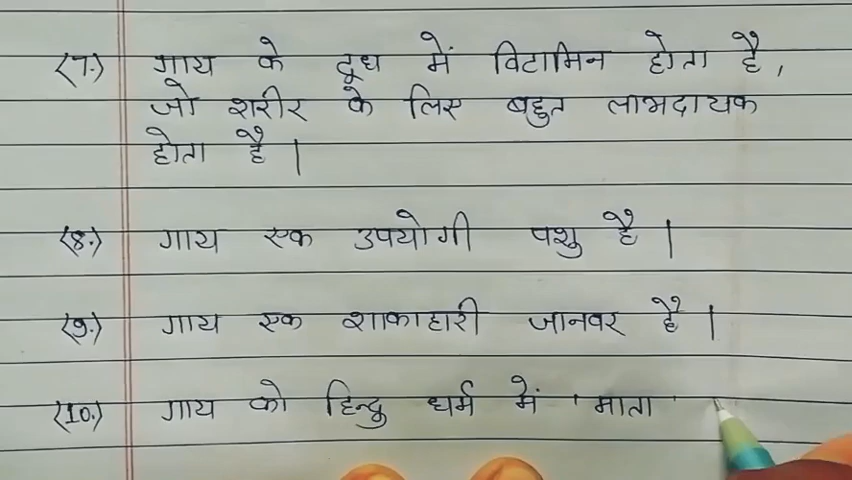 (7.) गाय के दूध में विटामिन होता है,
जो शरीर के लिए बहुत लाभदायक
होता है |
(8.) गाय एक उपयोगी पशु है |
(9.) गाय एक शाकाहारी जानवर है |
(10.) गाय को हिन्दु धर्म में 'माता'